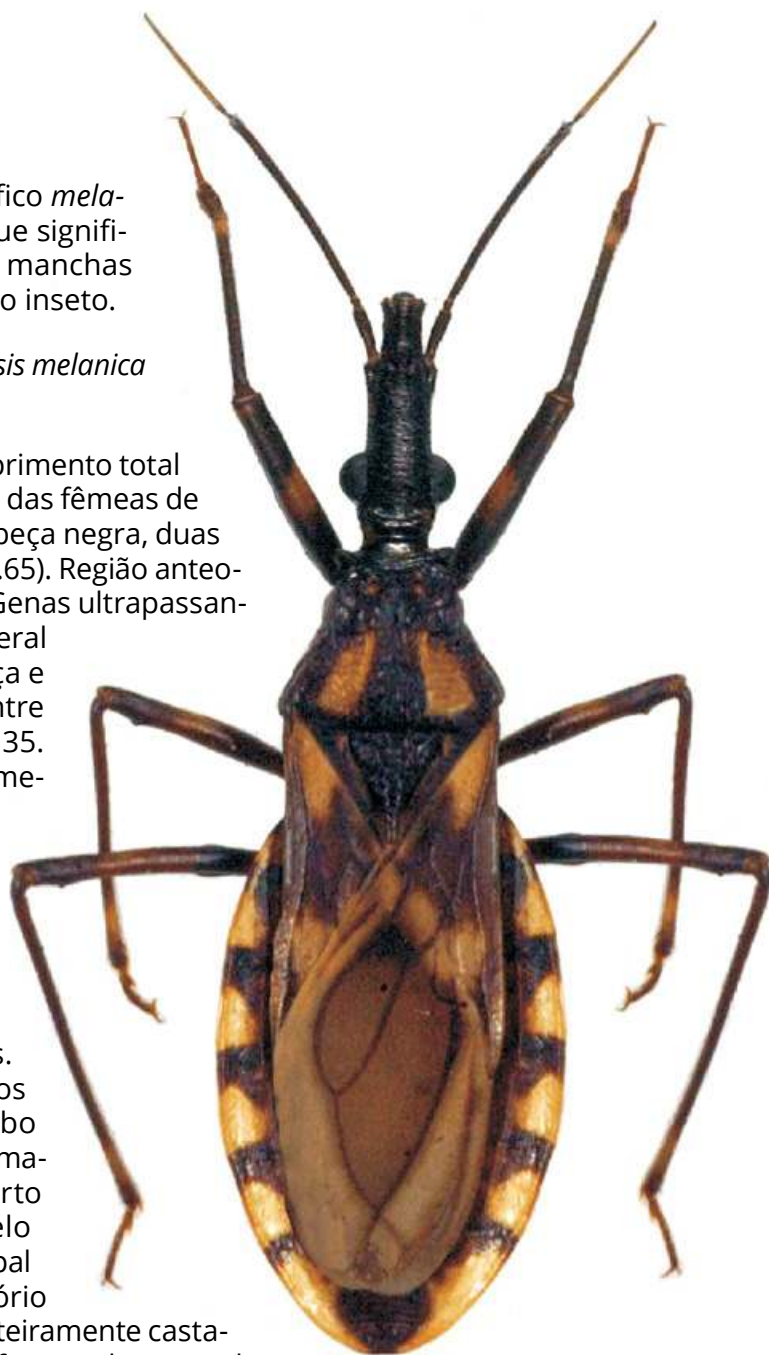 fico mela-
ue signifi-
manchas
o inseto.
sis melanica
primento total
das fêmeas de
peça negra, duas
.65). Região anteo-
Genas ultrapassan-
eral
ça e
ntre
35.
me-
s.
os
bo
ma-
rto
elo
pal
ório
teiramente casta-